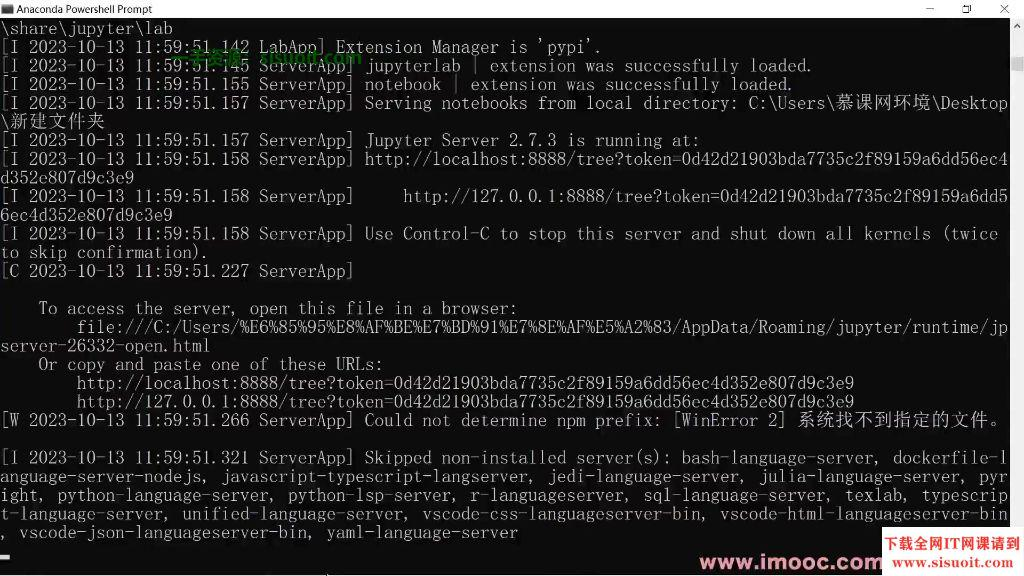 Anaconda Powershell Prompt
\share\jupyter\lab
[I 2023-10-13 11:59:51.142 LabApp] Extension Manager is 'pypi'.
[I 2023-10-13 11:59:51.145 ServerApp] jupyterlab | extension was successfully loaded.
[I 2023-10-13 11:59:51.155 ServerApp] notebook | extension was successfully loaded.
[I 2023-10-13 11:59:51.157 ServerApp] Serving notebooks from local directory: C:\Users\慕课网环境\Desktop
\新建文件夹
[I 2023-10-13 11:59:51.157 ServerApp] Jupyter Server 2.7.3 is running at:
[I 2023-10-13 11:59:51.158 ServerApp] http://localhost:8888/tree?token=0d42d21903bda7735c2f89159a6dd56ec4
d352e807d9c3e9
[I 2023-10-13 11:59:51.158 ServerApp]     http://127.0.0.1:8888/tree?token=0d42d21903bda7735c2f89159a6dd5
6ec4d352e807d9c3e9
[I 2023-10-13 11:59:51.158 ServerApp] Use Control-C to stop this server and shut down all kernels (twice
to skip confirmation).
[C 2023-10-13 11:59:51.227 ServerApp]
To access the server, open this file in a browser:
file:///C:/Users/%E6%85%95%E8%AF%BE%E7%BD%91%E7%8E%AF%E5%A2%83/AppData/Roaming/jupyter/runtime/jp
server-26332-open.html
Or copy and paste one of these URLs:
http://localhost:8888/tree?token=0d42d21903bda7735c2f89159a6dd56ec4d352e807d9c3e9
http://127.0.0.1:8888/tree?token=0d42d21903bda7735c2f89159a6dd56ec4d352e807d9c3e9
[W 2023-10-13 11:59:51.266 ServerApp] Could not determine npm prefix: [WinError 2] 系统找不到指定的文件。
[I 2023-10-13 11:59:51.321 ServerApp] Skipped non-installed server(s): bash-language-server, dockerfile-l
anguage-server-nodejs, javascript-typescript-langserver, jedi-language-server, julia-language-server, pyr
ight, python-language-server, python-lsp-server, r-languageserver, sql-language-server, texlab, typescrip
t-language-server, unified-language-server, vscode-css-languageserver-bin, vscode-html-languageserver-bin
, vscode-json-languageserver-bin, yaml-language-server
www.imooc.com
下载全网IT网课请到
www.sisuoit.com